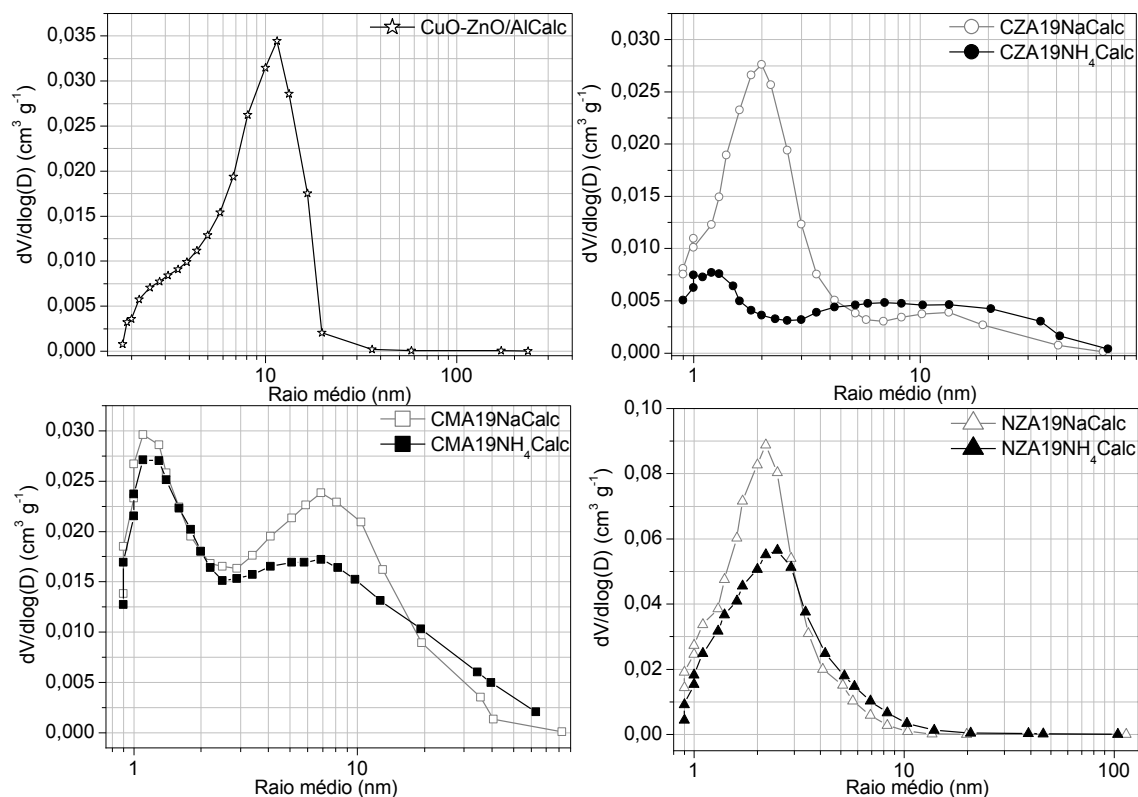 CuO-ZnO/AlCalc
0,035
0,030
0,025
0,020
0,015
0,010
0,005
0,000
dV/dlog(D) (cm³ g⁻¹)
10
100
Raio médio (nm)
CZA19NaCalc
CZA19NH₄Calc
0,030
0,025
0,020
0,015
0,010
0,005
0,000
dV/dlog(D) (cm³ g⁻¹)
1
10
Raio médio (nm)
CMA19NaCalc
CMA19NH₄Calc
0,030
0,025
0,020
0,015
0,010
0,005
0,000
dV/dlog(D) (cm³ g⁻¹)
1
10
Raio médio (nm)
NZA19NaCalc
NZA19NH₄Calc
0,10
0,08
0,06
0,04
0,02
0,00
dV/dlog(D) (cm³ g⁻¹)
1
10
100
Raio médio (nm)